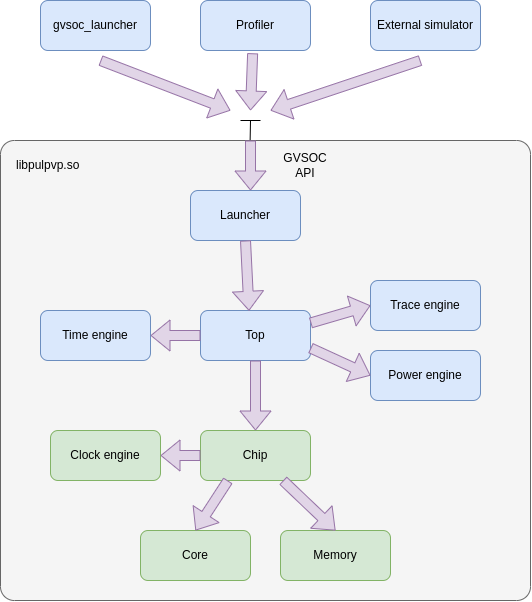 gvsoc_launcher
Profiler
External simulator
libpulpvp.so
GVSOC
API
Launcher
Trace engine
Time engine
Top
Power engine
Clock engine
Chip
Core
Memory